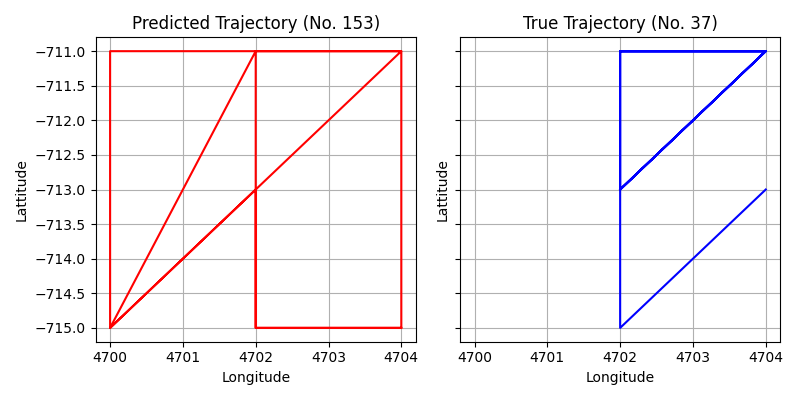 Predicted Trajectory (No. 153)
Lattitude
−711.0
−711.5
−712.0
−712.5
−713.0
−713.5
−714.0
−714.5
−715.0
4700 4701 4702 4703 4704
Longitude
True Trajectory (No. 37)
Lattitude
4700 4701 4702 4703 4704
Longitude